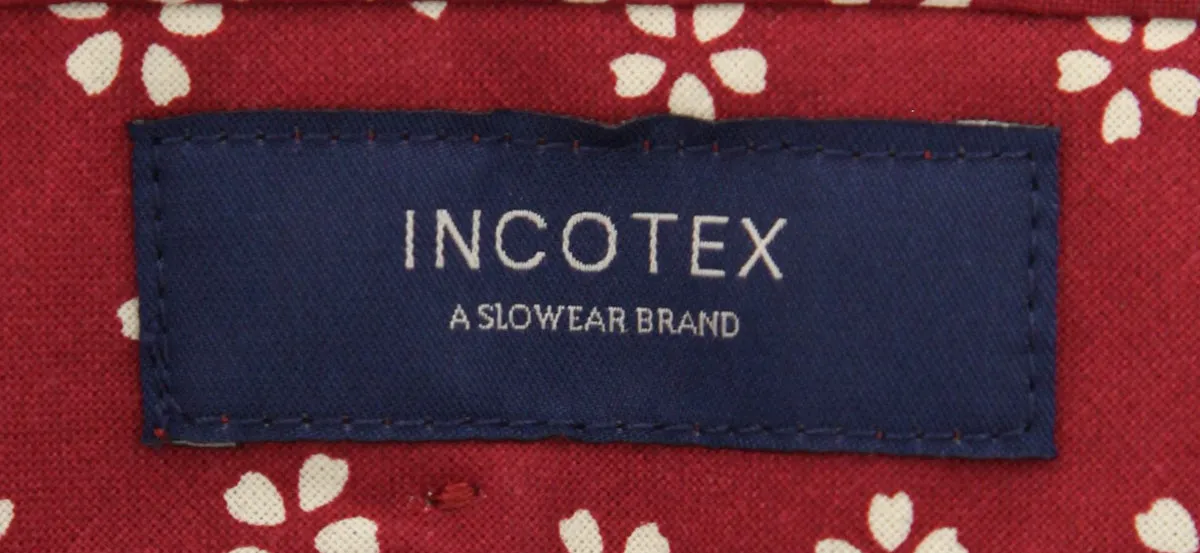 INCOTEX
A SLOWEAR BRAND